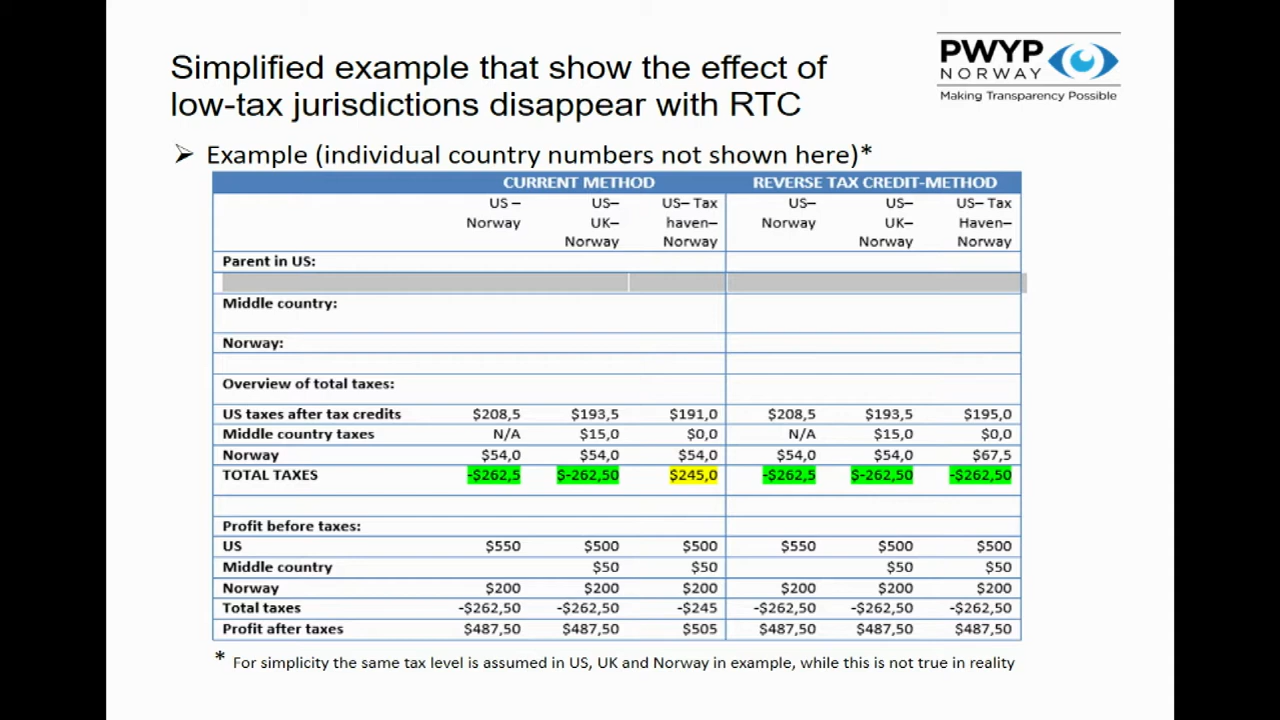 Simplified example that show the effect of
low-tax jurisdictions disappear with RTC
PWYP
NORWAY
Making Transparency Possible
➢ Example (individual country numbers not shown here)*
CURRENT METHOD REVERSE TAX CREDIT-METHOD
US – US– US– Tax US– US– US– Tax
Norway UK– haven– Norway UK– Haven–
Norway Norway Norway Norway
Parent in US:
Middle country:
Norway:
Overview of total taxes:
US taxes after tax credits $208,5 $193,5 $191,0 $208,5 $193,5 $195,0
Middle country taxes N/A $15,0 $0,0 N/A $15,0 $0,0
Norway $54,0 $54,0 $54,0 $54,0 $54,0 $67,5
TOTAL TAXES -$262,5 $-262,50 $245,0 -$262,5 $-262,50 -$262,50
Profit before taxes:
US $550 $500 $500 $550 $500 $500
Middle country $50 $50 $50 $50
Norway $200 $200 $200 $200 $200 $200
Total taxes -$262,50 -$262,50 -$245 -$262,50 -$262,50 -$262,50
Profit after taxes $487,50 $487,50 $505 $487,50 $487,50 $487,50
* For simplicity the same tax level is assumed in US, UK and Norway in example, while this is not true in reality